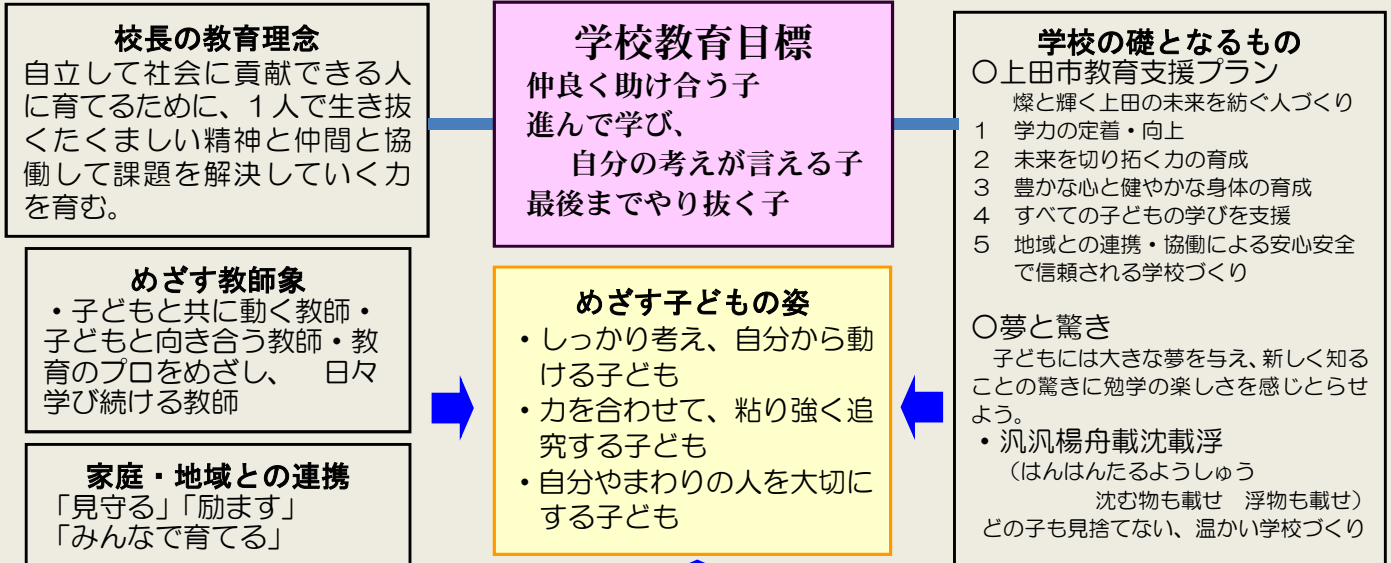 校長の教育理念
自立して社会に貢献できる人
に育てるために、１人で生き抜
くたくましい精神と仲間と協
働して課題を解決していく力
を育む。
めざす教師象
・子どもと共に動く教師・
子どもと向き合う教師・教
育のプロをめざし、　日々
学び続ける教師
家庭・地域との連携
「見守る」「励ます」
「みんなで育てる」
学校教育目標
仲良く助け合う子
進んで学び、
自分の考えが言える子
最後までやり抜く子
めざす子どもの姿
・しっかり考え、自分から動
ける子ども
・力を合わせて、粘り強く追
究する子ども
・自分やまわりの人を大切に
する子ども
学校の礎となるもの
〇上田市教育支援プラン
燦と輝く上田の未来を紡ぐ人づくり
１　学力の定着・向上
２　未来を切り拓く力の育成
３　豊かな心と健やかな身体の育成
４　すべての子どもの学びを支援
５　地域との連携・協働による安心安全
で信頼される学校づくり
〇夢と驚き
子どもには大きな夢を与え、新しく知る
ことの驚きに勉学の楽しさを感じとらせ
よう。
・汎汎楊舟載沈載浮
（はんはんたるようしゅう
沈む物も載せ　浮物も載せ）
どの子も見捨てない、温かい学校づくり